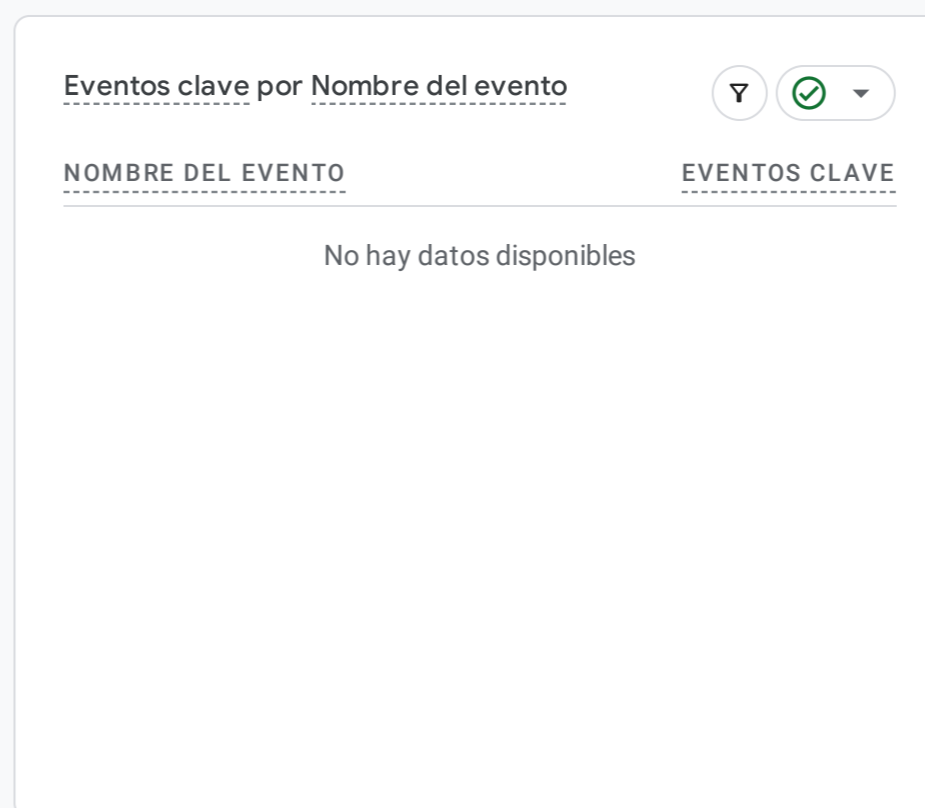 Eventos clave por Nombre del evento
NOMBRE DEL EVENTO EVENTOS CLAVE
No hay datos disponibles